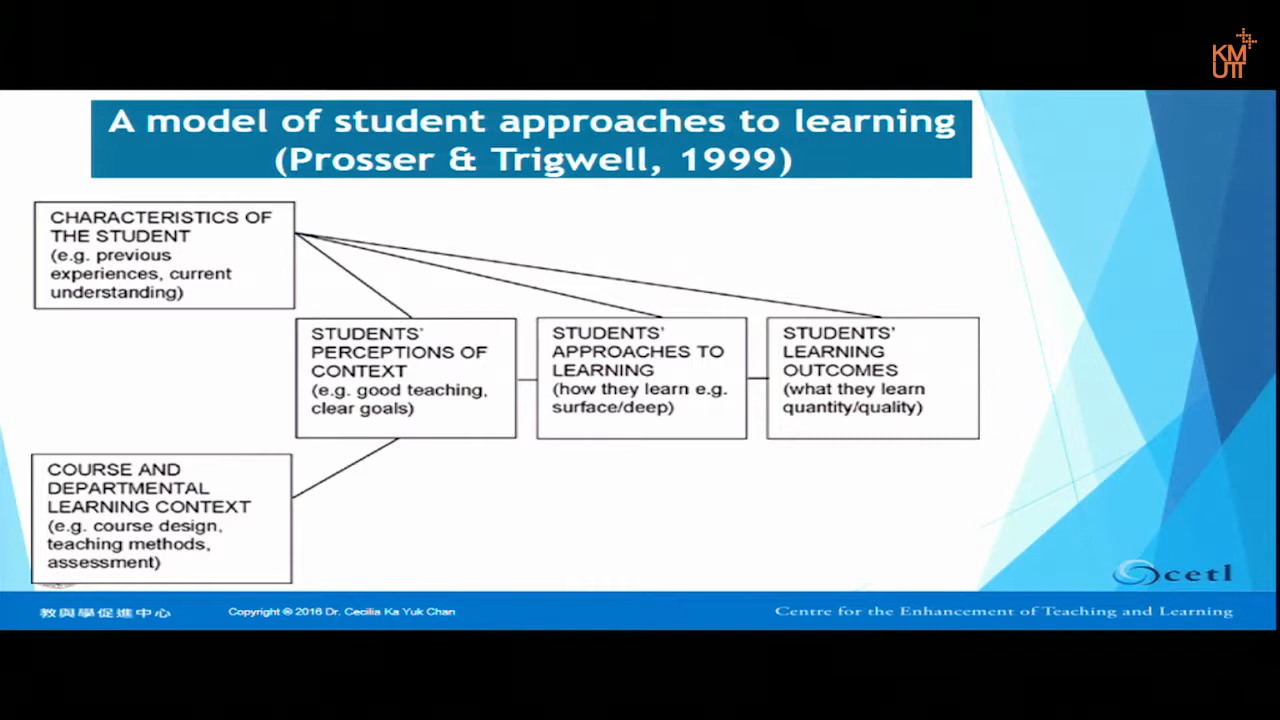 KM
UTT
A model of student approaches to learning
(Prosser & Trigwell, 1999)
CHARACTERISTICS OF
THE STUDENT
(e.g. previous
experiences, current
understanding)
STUDENTS'
PERCEPTIONS OF
CONTEXT
(e.g. good teaching,
clear goals)
STUDENTS'
APPROACHES TO
LEARNING
(how they learn e.g.
surface/deep)
STUDENTS'
LEARNING
OUTCOMES
(what they learn
quantity/quality)
COURSE AND
DEPARTMENTAL
LEARNING CONTEXT
(e.g. course design,
teaching methods,
assessment)
cetl
教與學促進中心
Copyright © 2016 Dr. Cecilia Ka Yuk Chan
Centre for the Enhancement of Teaching and Learning